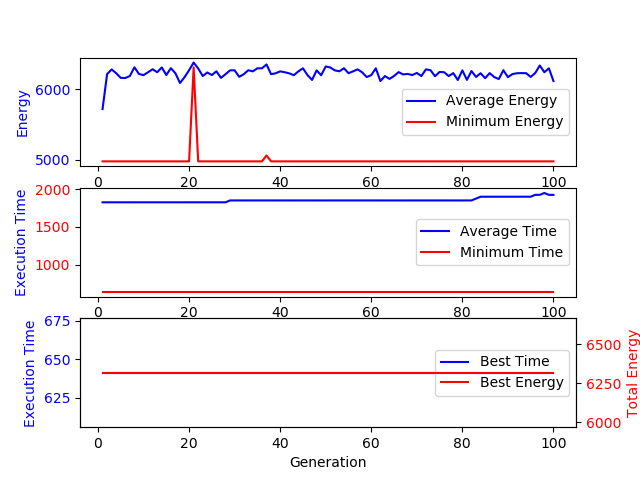 6000
5000
Energy
Average Energy
Minimum Energy
0 20 40 60 80 100
2000
1500
1000
Execution Time
Average Time
Minimum Time
0 20 40 60 80 100
675
650
625
Execution Time
Best Time
Best Energy
6500
6250
6000
Total Energy
0 20 40 60 80 100
Generation